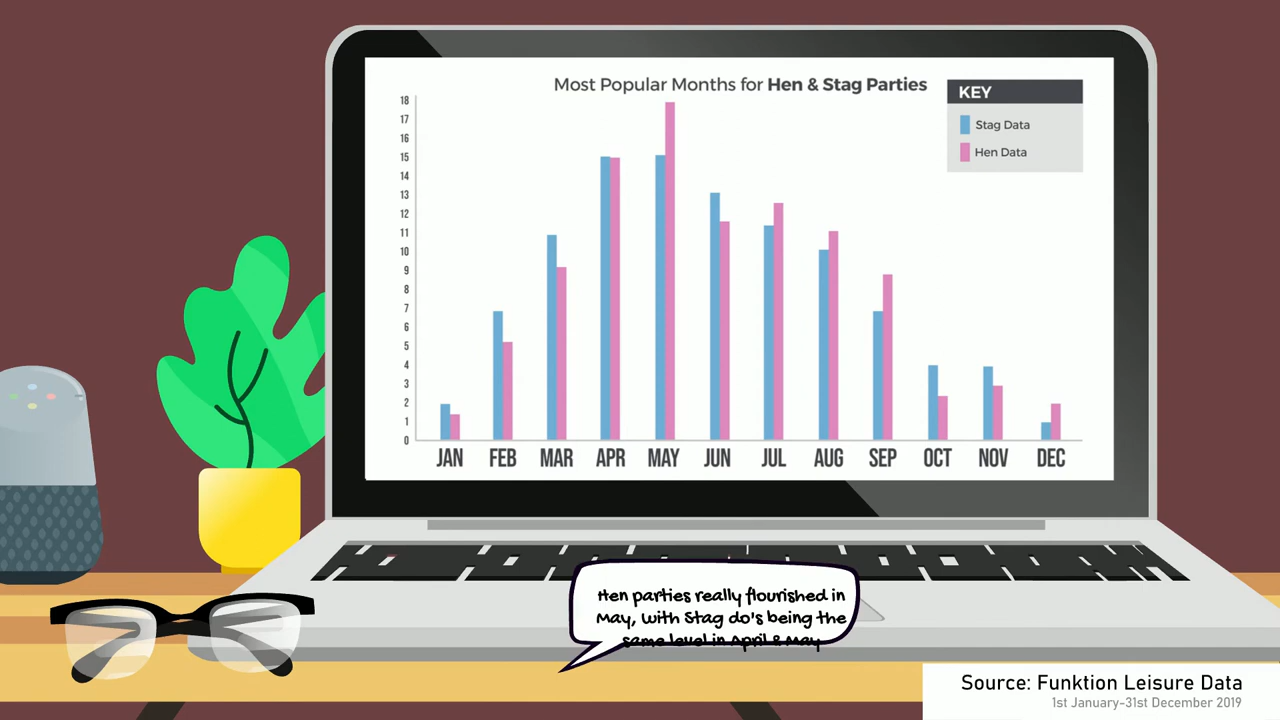 Most Popular Months for Hen & Stag Parties
KEY
Stag Data
Hen Data
18
17
16
15
14
13
12
11
10
9
8
7
6
5
4
3
2
1
0
JAN FEB MAR APR MAY JUN JUL AUG SEP OCT NOV DEC
Hen parties really flourished in
May, with Stag do's being the
same level in April & May
Source: Funktion Leisure Data
1st January-31st December 2019